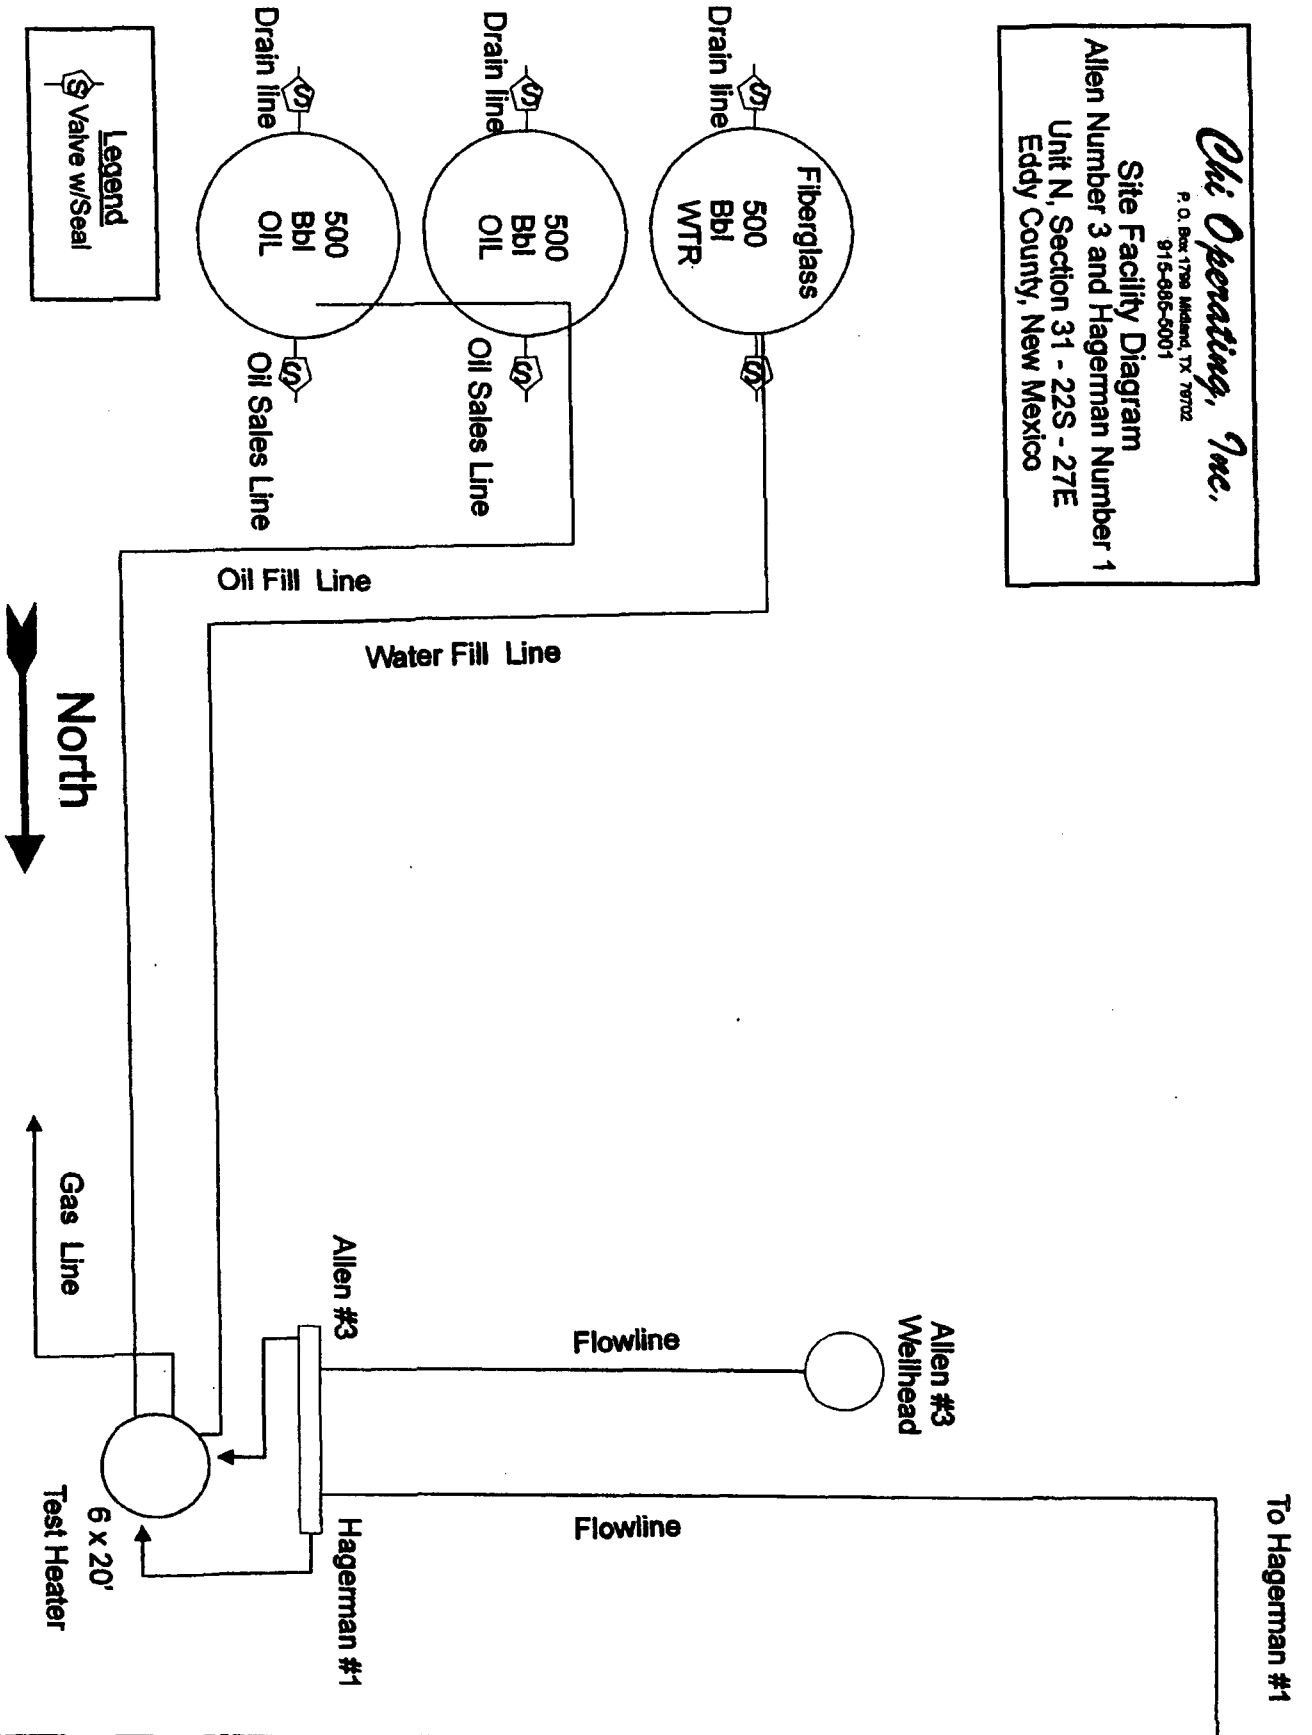 Chi Operating, Inc.
P. O. Box 1799 Midland, TX 79702
915-685-5001
Site Facility Diagram
Allen Number 3 and Hagerman Number 1
Unit N, Section 31 - 22S - 27E
Eddy County, New Mexico
To Hagerman #1
Allen #3
Wellhead
Fiberglass
500
Bbl
WTR
Drain line
S
S
Flowline
Flowline
500
Bbl
OIL
Drain line
S
S
Oil Sales Line
Water Fill Line
500
Bbl
OIL
Drain line
S
S
Oil Sales Line
Oil Fill Line
Allen #3
Hagerman #1
Legend
S Valve w/Seal
North
Gas Line
6 x 20'
Test Heater